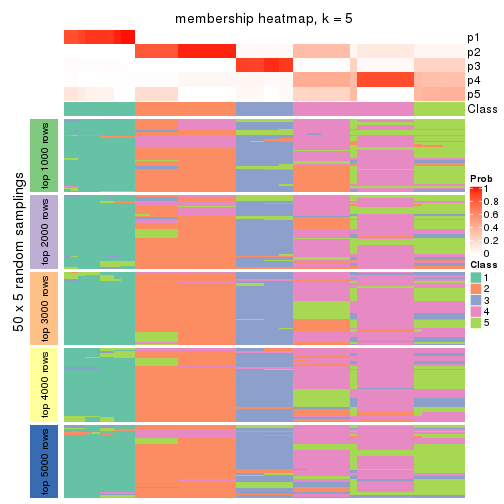 membership heatmap, k = 5
p1
p2
p3
p4
p5
Class
50 x 5 random samplings
top 1000 rows
top 2000 rows
top 3000 rows
top 4000 rows
top 5000 rows
Prob
1
0.8
0.6
0.4
0.2
0
Class
1
2
3
4
5